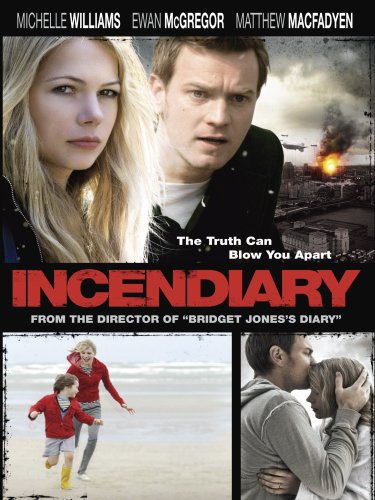 MICHELLE WILLIAMS EWAN McGREGOR MATTHEW MACFADYEN
The Truth Can
Blow You Apart
INCENDIARY
FROM THE DIRECTOR OF “BRIDGET JONES’S DIARY”